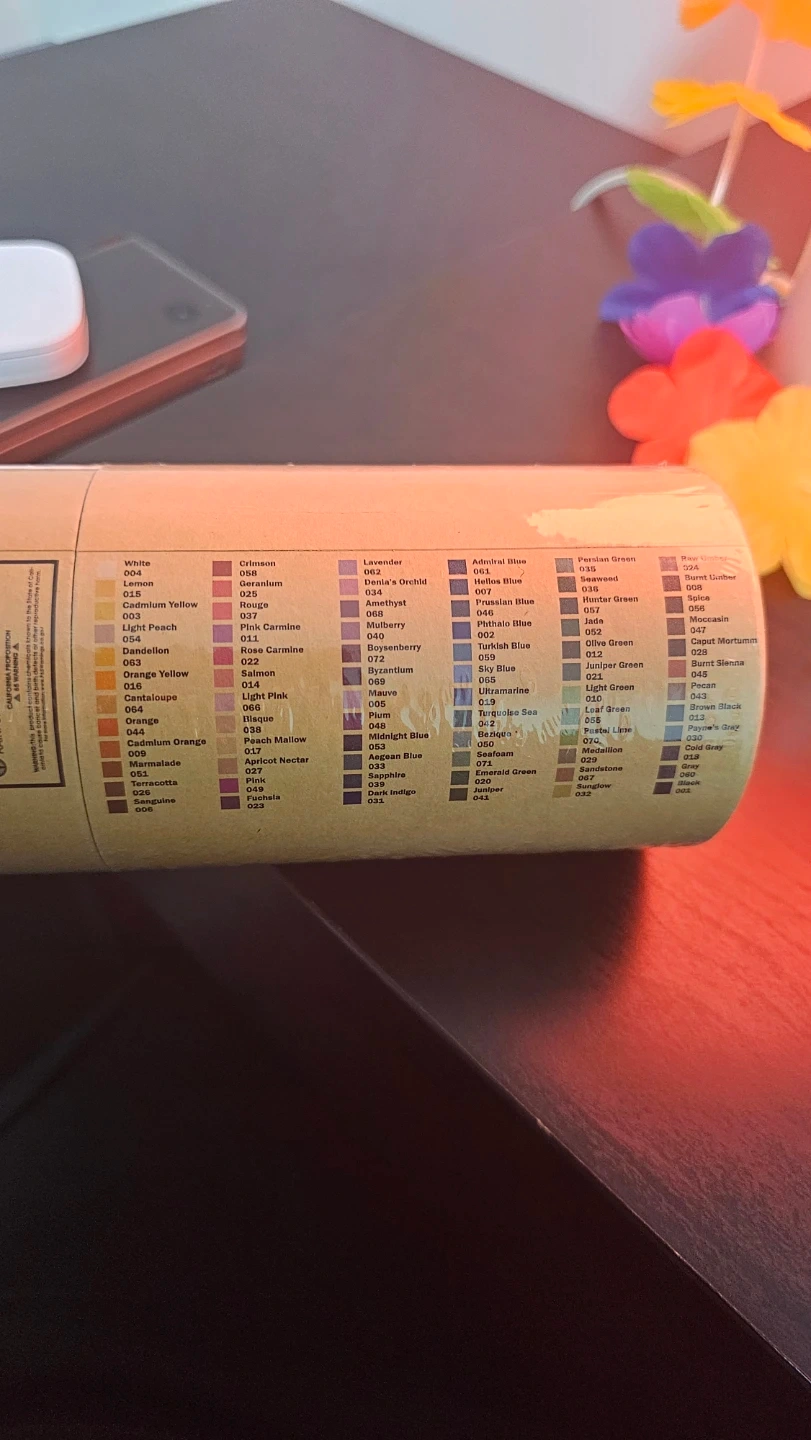 CALIFORNIA PROPOSITION
65 WARNING
White
004
Lemon
015
Cadmium Yellow
003
Light Peach
054
Dandelion
063
Orange Yellow
016
Cantaloupe
064
Orange
044
Cadmium Orange
009
Marmalade
051
Terracotta
026
Sanguine
006
Crimson
058
Geranium
025
Rouge
037
Pink Carmine
011
Rose Carmine
022
Salmon
014
Light Pink
066
Bisque
038
Peach Mallow
017
Apricot Nectar
027
Pink
049
Fuchsia
023
Lavender
062
Denia's Orchid
034
Amethyst
068
Mulberry
040
Boysenberry
072
Byzantium
069
Mauve
005
Plum
048
Midnight Blue
053
Aegean Blue
033
Sapphire
039
Dark Indigo
031
Admiral Blue
061
Helios Blue
007
Prussian Blue
046
Phthalo Blue
002
Turkish Blue
059
Sky Blue
065
Ultramarine
019
Turquoise Sea
042
Bezique
050
Seafoam
071
Emerald Green
020
Juniper
041
Persian Green
035
Seaweed
036
Hunter Green
057
Jade
052
Olive Green
012
Juniper Green
021
Light Green
010
Leaf Green
055
Pastel Lime
070
Medallion
029
Sandstone
067
Sunglow
032
Raw Umber
024
Burnt Umber
008
Spice
056
Moccasin
047
Caput Mortumm
028
Burnt Sienna
045
Pecan
043
Brown Black
013
Payne's Gray
030
Cold Gray
018
Gray
060
Black
001